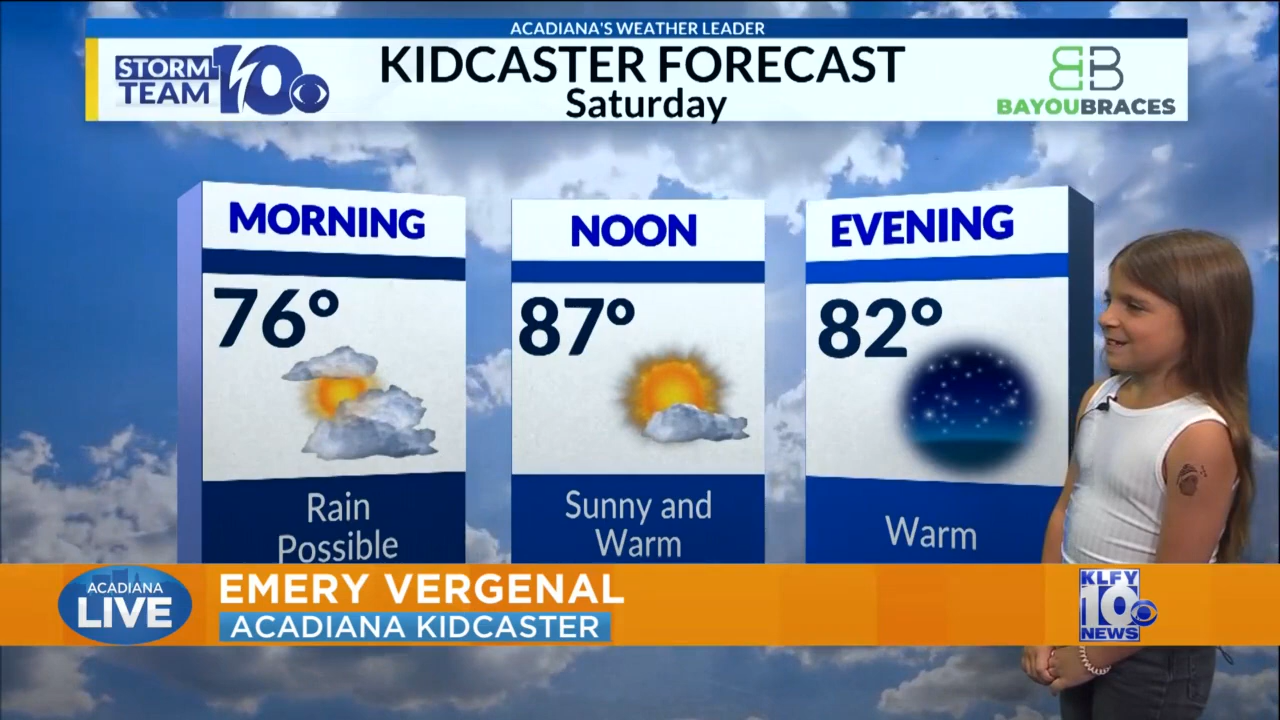 ACADIANA'S WEATHER LEADER
STORM TEAM 10
KIDCASTER FORECAST
Saturday
BB
BAYOUBRACES
MORNING
76°
Rain
Possible
NOON
87°
Sunny and
Warm
EVENING
82°
Warm
ACADIANA
LIVE
EMERY VERGENAL
ACADIANA KIDCASTER
KLFY
10
NEWS